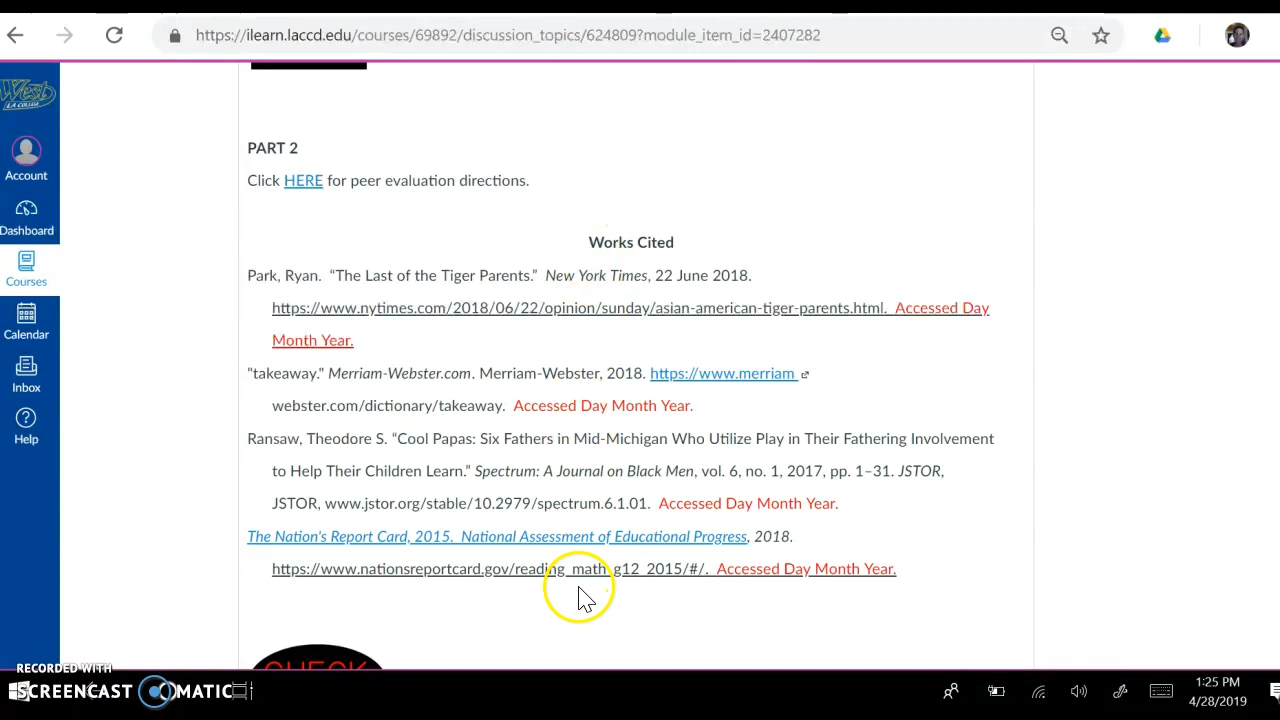 https://ilearn.laccd.edu/courses/69892/discussion_topics/624809?module_item_id=2407282
West
L.A. COLLEGE
Account
Dashboard
Courses
Calendar
Inbox
Help
PART 2
Click HERE for peer evaluation directions.
Works Cited
Park, Ryan.  “The Last of the Tiger Parents.”  New York Times, 22 June 2018.
https://www.nytimes.com/2018/06/22/opinion/sunday/asian-american-tiger-parents.html.  Accessed Day
Month Year.
"takeaway." Merriam-Webster.com. Merriam-Webster, 2018. https://www.merriam
webster.com/dictionary/takeaway.  Accessed Day Month Year.
Ransaw, Theodore S. “Cool Papas: Six Fathers in Mid-Michigan Who Utilize Play in Their Fathering Involvement
to Help Their Children Learn.” Spectrum: A Journal on Black Men, vol. 6, no. 1, 2017, pp. 1–31. JSTOR,
JSTOR, www.jstor.org/stable/10.2979/spectrum.6.1.01.  Accessed Day Month Year.
The Nation's Report Card, 2015.  National Assessment of Educational Progress, 2018.
https://www.nationsreportcard.gov/reading_math_g12_2015/#/.  Accessed Day Month Year.
CHECK
RECORDED WITH
SCREENCAST MATIC
1:25 PM
4/28/2019